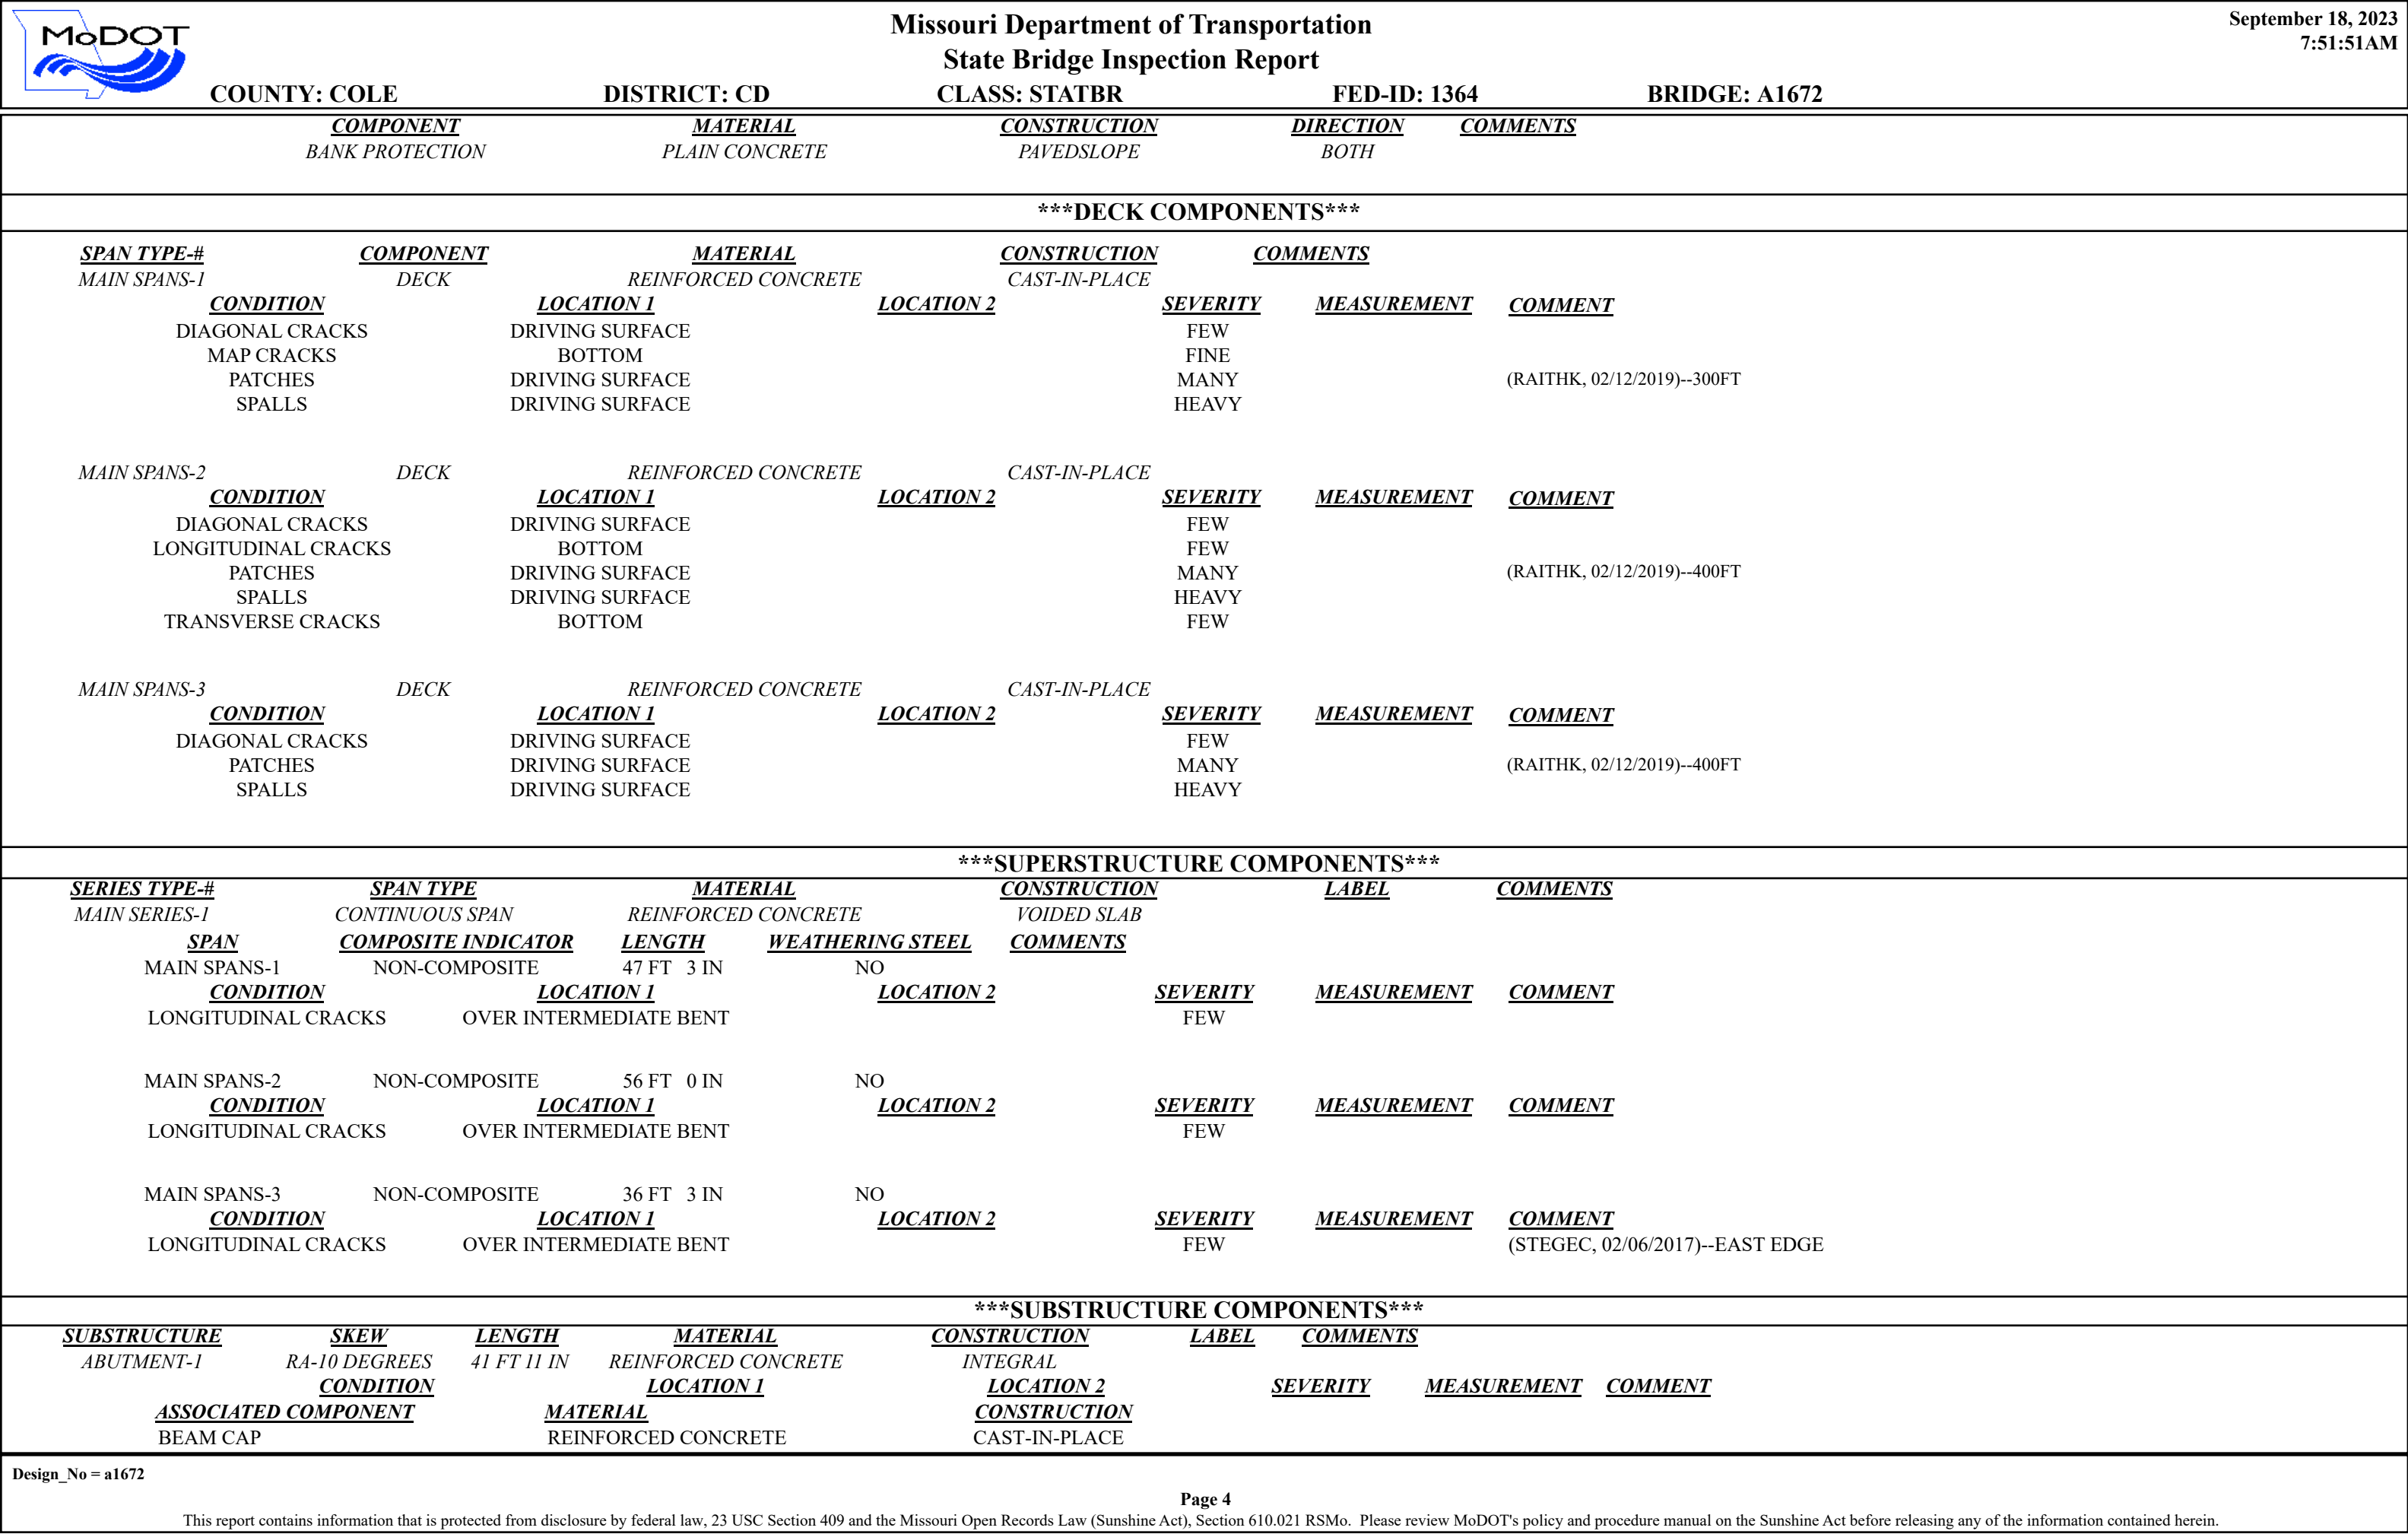 MoDOT
Missouri Department of Transportation
State Bridge Inspection Report
September 18, 2023
7:51:51AM
COUNTY: COLE DISTRICT: CD CLASS: STATBR FED-ID: 1364 BRIDGE: A1672
COMPONENT MATERIAL CONSTRUCTION DIRECTION COMMENTS
BANK PROTECTION PLAIN CONCRETE PAVEDSLOPE BOTH
***DECK COMPONENTS***
SPAN TYPE-# COMPONENT MATERIAL CONSTRUCTION COMMENTS
MAIN SPANS-1 DECK REINFORCED CONCRETE CAST-IN-PLACE
CONDITION LOCATION 1 LOCATION 2 SEVERITY MEASUREMENT COMMENT
DIAGONAL CRACKS DRIVING SURFACE FEW
MAP CRACKS BOTTOM FINE
PATCHES DRIVING SURFACE MANY (RAITHK, 02/12/2019)--300FT
SPALLS DRIVING SURFACE HEAVY
MAIN SPANS-2 DECK REINFORCED CONCRETE CAST-IN-PLACE
CONDITION LOCATION 1 LOCATION 2 SEVERITY MEASUREMENT COMMENT
DIAGONAL CRACKS DRIVING SURFACE FEW
LONGITUDINAL CRACKS BOTTOM FEW
PATCHES DRIVING SURFACE MANY (RAITHK, 02/12/2019)--400FT
SPALLS DRIVING SURFACE HEAVY
TRANSVERSE CRACKS BOTTOM FEW
MAIN SPANS-3 DECK REINFORCED CONCRETE CAST-IN-PLACE
CONDITION LOCATION 1 LOCATION 2 SEVERITY MEASUREMENT COMMENT
DIAGONAL CRACKS DRIVING SURFACE FEW
PATCHES DRIVING SURFACE MANY (RAITHK, 02/12/2019)--400FT
SPALLS DRIVING SURFACE HEAVY
***SUPERSTRUCTURE COMPONENTS***
SERIES TYPE-# SPAN TYPE MATERIAL CONSTRUCTION LABEL COMMENTS
MAIN SERIES-1 CONTINUOUS SPAN REINFORCED CONCRETE VOIDED SLAB
SPAN COMPOSITE INDICATOR LENGTH WEATHERING STEEL COMMENTS
MAIN SPANS-1 NON-COMPOSITE 47 FT 3 IN NO
CONDITION LOCATION 1 LOCATION 2 SEVERITY MEASUREMENT COMMENT
LONGITUDINAL CRACKS OVER INTERMEDIATE BENT FEW
MAIN SPANS-2 NON-COMPOSITE 56 FT 0 IN NO
CONDITION LOCATION 1 LOCATION 2 SEVERITY MEASUREMENT COMMENT
LONGITUDINAL CRACKS OVER INTERMEDIATE BENT FEW
MAIN SPANS-3 NON-COMPOSITE 36 FT 3 IN NO
CONDITION LOCATION 1 LOCATION 2 SEVERITY MEASUREMENT COMMENT
LONGITUDINAL CRACKS OVER INTERMEDIATE BENT FEW (STEGEC, 02/06/2017)--EAST EDGE
***SUBSTRUCTURE COMPONENTS***
SUBSTRUCTURE SKEW LENGTH MATERIAL CONSTRUCTION LABEL COMMENTS
ABUTMENT-1 RA-10 DEGREES 41 FT 11 IN REINFORCED CONCRETE INTEGRAL
CONDITION LOCATION 1 LOCATION 2 SEVERITY MEASUREMENT COMMENT
ASSOCIATED COMPONENT MATERIAL CONSTRUCTION
BEAM CAP REINFORCED CONCRETE CAST-IN-PLACE
Design_No = a1672
Page 4
This report contains information that is protected from disclosure by federal law, 23 USC Section 409 and the Missouri Open Records Law (Sunshine Act), Section 610.021 RSMo. Please review MoDOT's policy and procedure manual on the Sunshine Act before releasing any of the information contained herein.